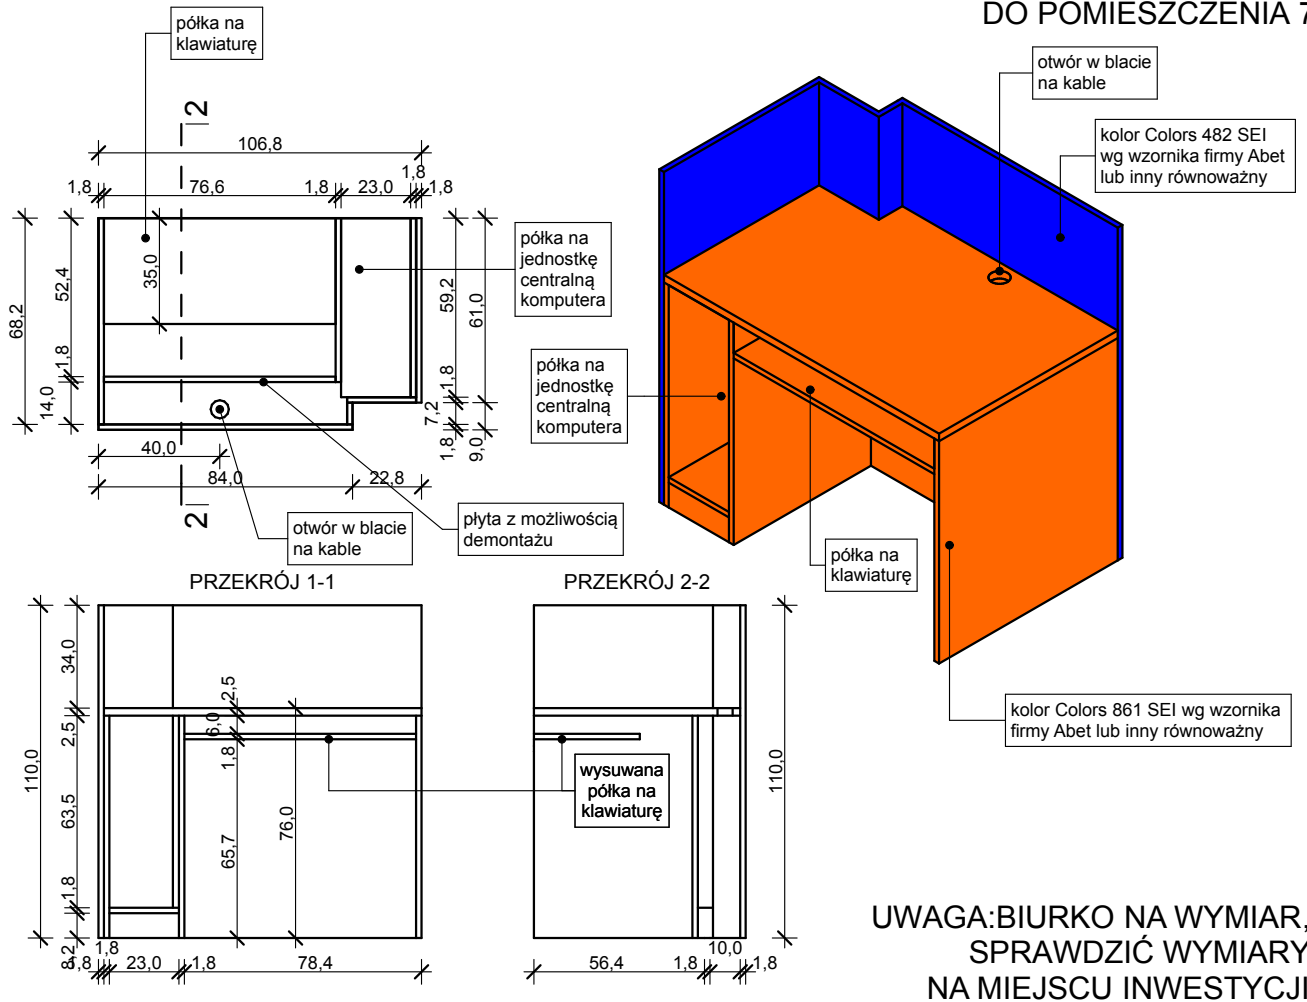 DO POMIESZCZENIA 7
półka na
klawiaturę
otwór w blacie
na kable
kolor Colors 482 SEI
wg wzornika firmy Abet
lub inny równoważny
2
106,8
1,8
76,6
1,8
23,0
1,8
1,8
68,2
52,4
1,8
14,0
35,0
59,2
61,0
1,8
7,2
1,8
9,0
40,0
84,0
22,8
2
półka na
jednostkę
centralną
komputera
półka na
jednostkę
centralną
komputera
otwór w blacie
na kable
płyta z możliwością
demontażu
półka na
klawiaturę
kolor Colors 861 SEI wg wzornika
firmy Abet lub inny równoważny
PRZEKRÓJ 1-1
110,0
34,0
2,5
63,5
1,8
8,2
2,5
6,0
1,8
65,7
76,0
1,8
1,8
23,0
1,8
78,4
PRZEKRÓJ 2-2
wysuwana
półka na
klawiaturę
110,0
56,4
1,8
10,0
1,8
UWAGA:BIURKO NA WYMIAR,
SPRAWDZIĆ WYMIARY
NA MIEJSCU INWESTYCJI